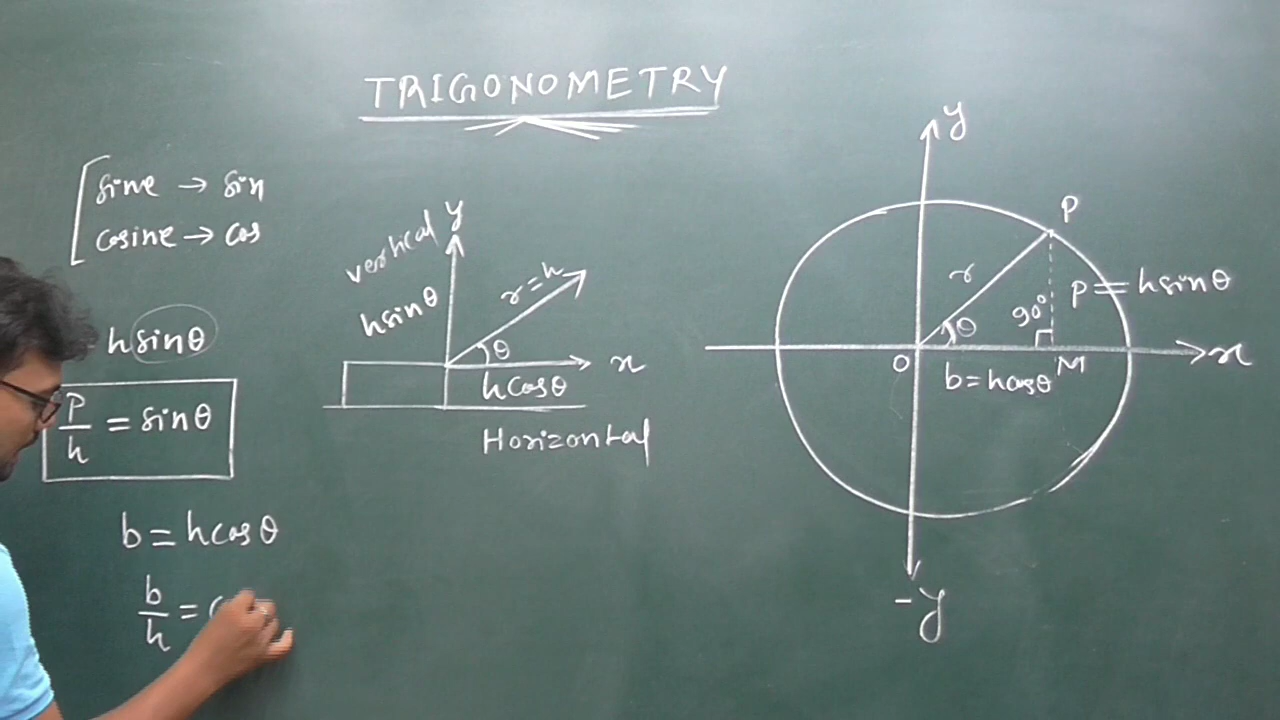 TRIGONOMETRY
sine → sin
cosine → cos
hsinθ
P/h = sinθ
b = hcosθ
b/h =
vertical
y
hsinθ
r = h
θ
x
hcosθ
Horizontal
y
P
r
P = hsinθ
90°
θ
O
M
x
b = hcosθ
-y